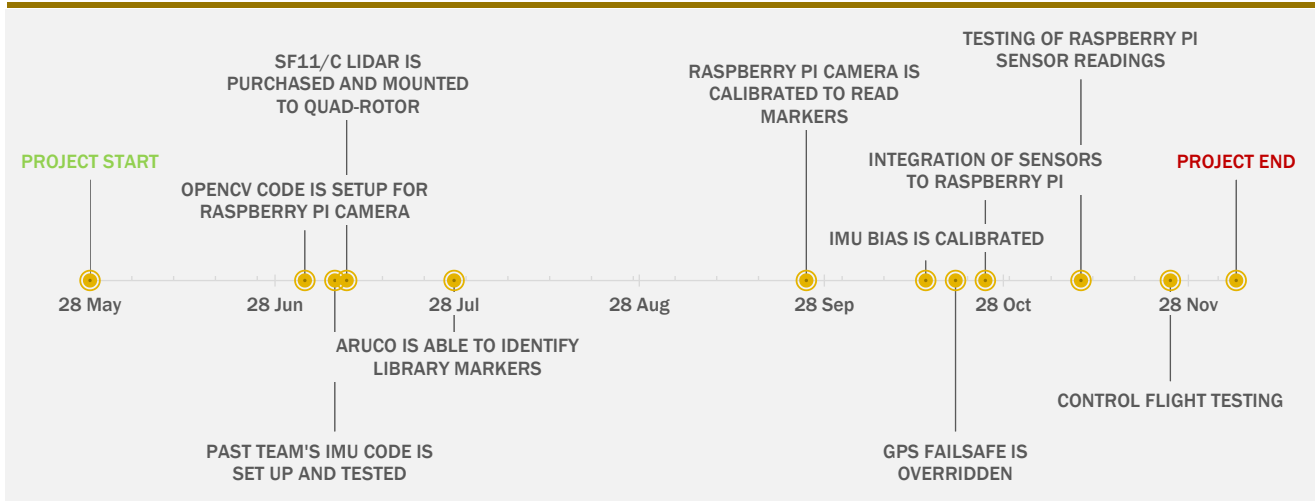 TESTING OF RASPBERRY PI
SENSOR READINGS
SF11/C LIDAR IS
PURCHASED AND MOUNTED
TO QUAD-ROTOR
RASPBERRY PI CAMERA IS
CALIBRATED TO READ
MARKERS
PROJECT START
INTEGRATION OF SENSORS
TO RASPBERRY PI
PROJECT END
OPENCV CODE IS SETUP FOR
RASPBERRY PI CAMERA
IMU BIAS IS CALIBRATED
28 May
28 Jun
28 Jul
28 Aug
28 Sep
28 Oct
28 Nov
ARUCO IS ABLE TO IDENTIFY
LIBRARY MARKERS
CONTROL FLIGHT TESTING
PAST TEAM'S IMU CODE IS
SET UP AND TESTED
GPS FAILSAFE IS
OVERRIDDEN